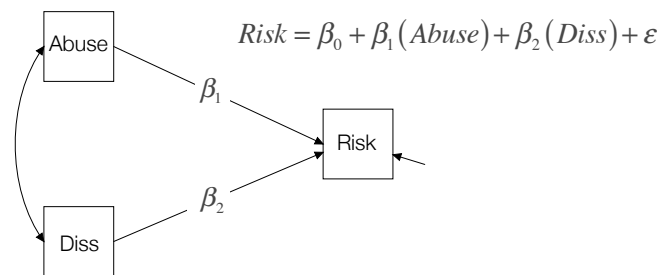 Abuse
Risk = β₀ + β₁(Abuse) + β₂(Diss) + ε
β₁
Risk
β₂
Diss